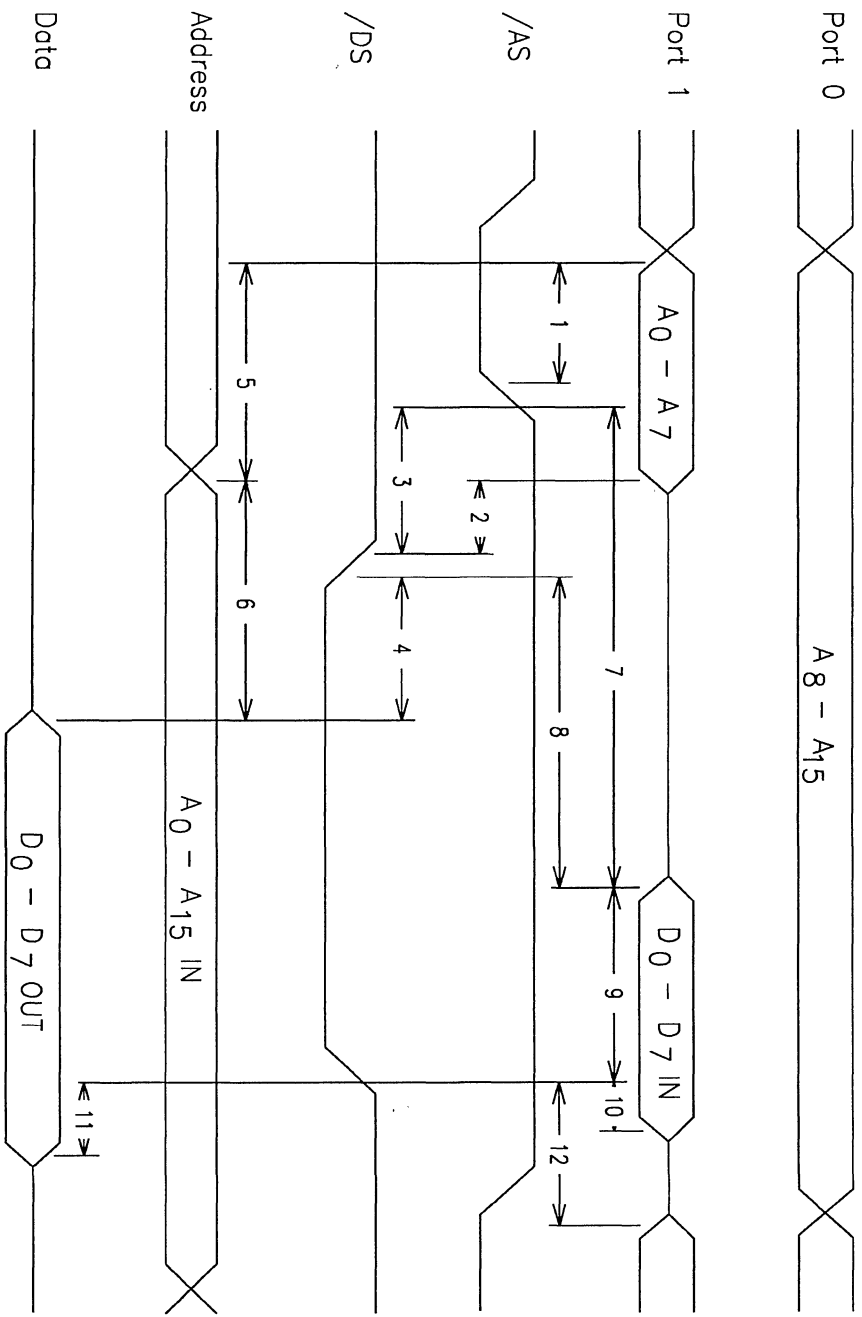 Port 0
A8 – A15
Port 1
A0 – A7
D0 – D7 IN
7
9
10
1
8
12
/AS
2
3
4
/DS
5
6
Address
A0 – A15 IN
11
Data
D0 – D7 OUT